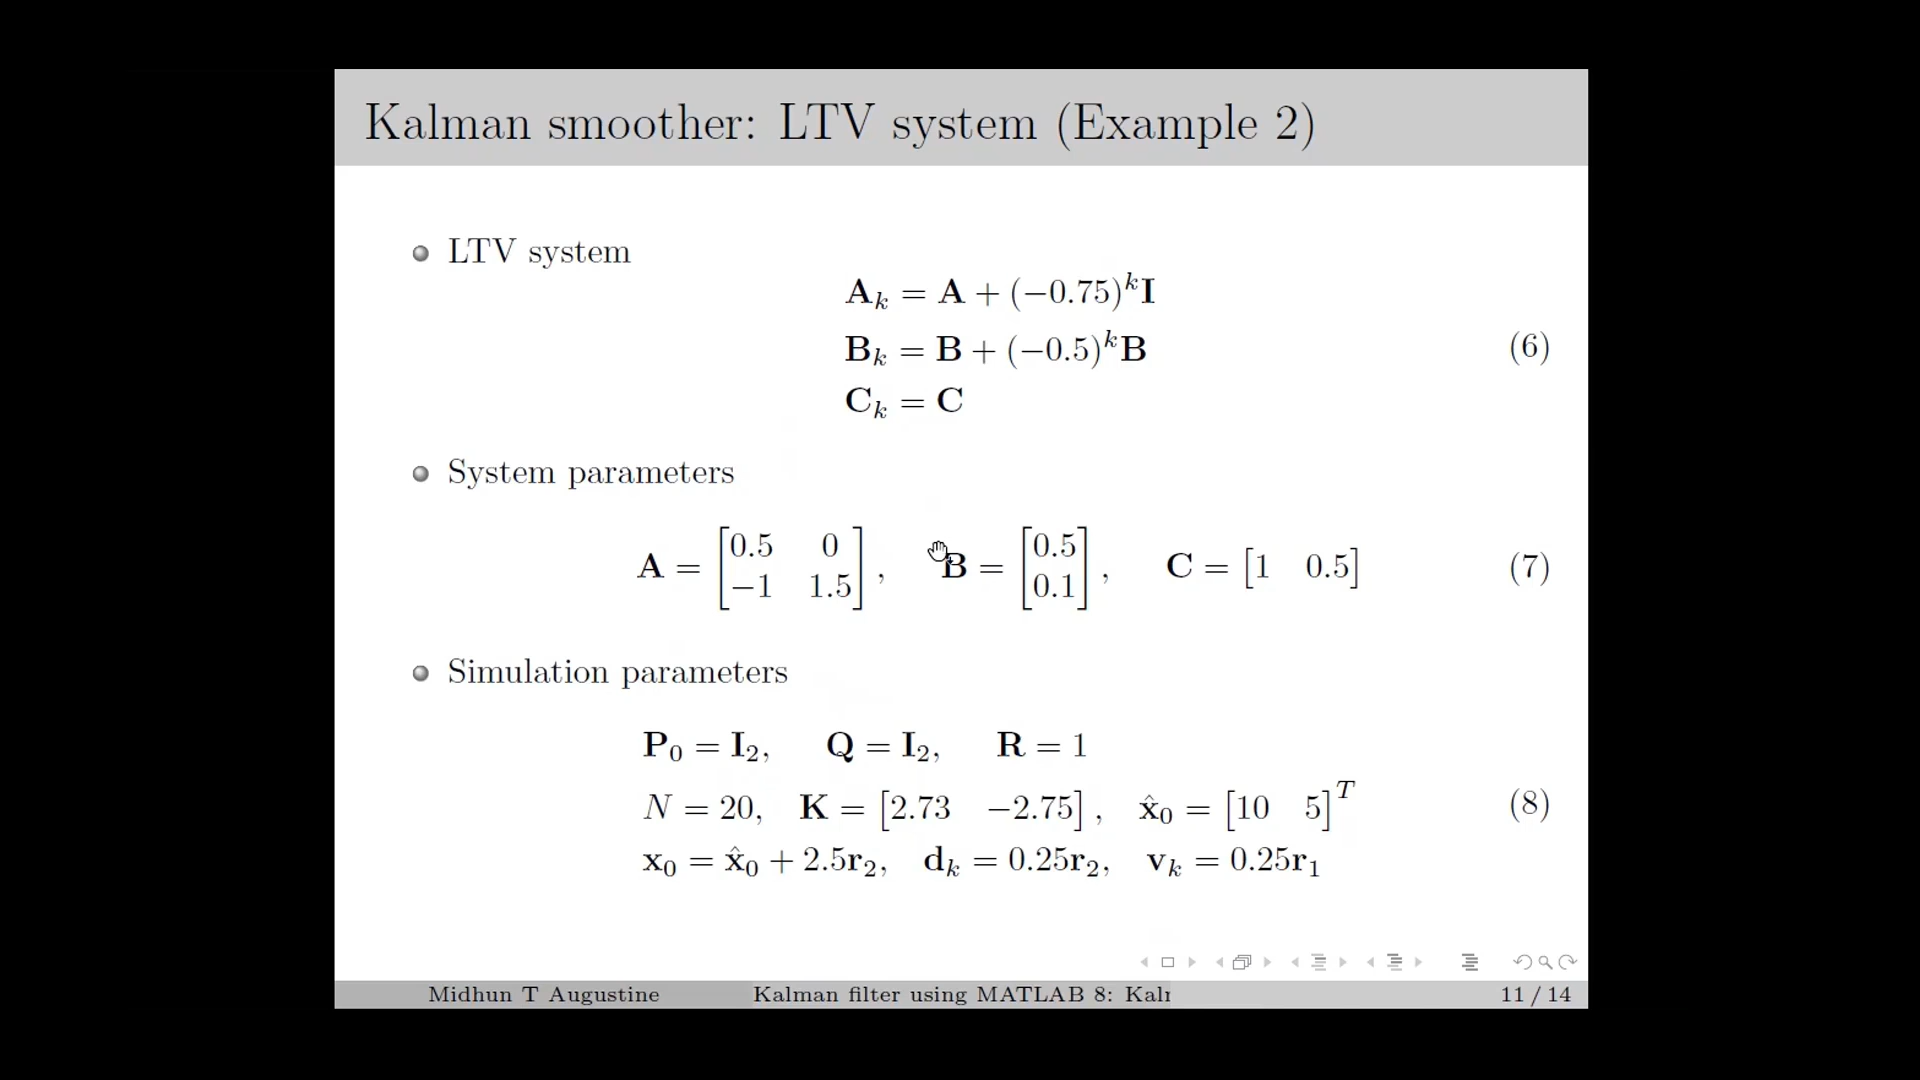 Kalman smoother: LTV system (Example 2)
LTV system
A_k = A + (−0.75)^k I
B_k = B + (−0.5)^k B (6)
C_k = C
System parameters
A = [0.5 0; −1 1.5], B = [0.5; 0.1], C = [1 0.5] (7)
Simulation parameters
P_0 = I_2, Q = I_2, R = 1
N = 20, K = [2.73 −2.75], x̂_0 = [10 5]^T (8)
x_0 = x̂_0 + 2.5r_2, d_k = 0.25r_2, v_k = 0.25r_1
Midhun T Augustine Kalman filter using MATLAB 8: Kal 11 / 14